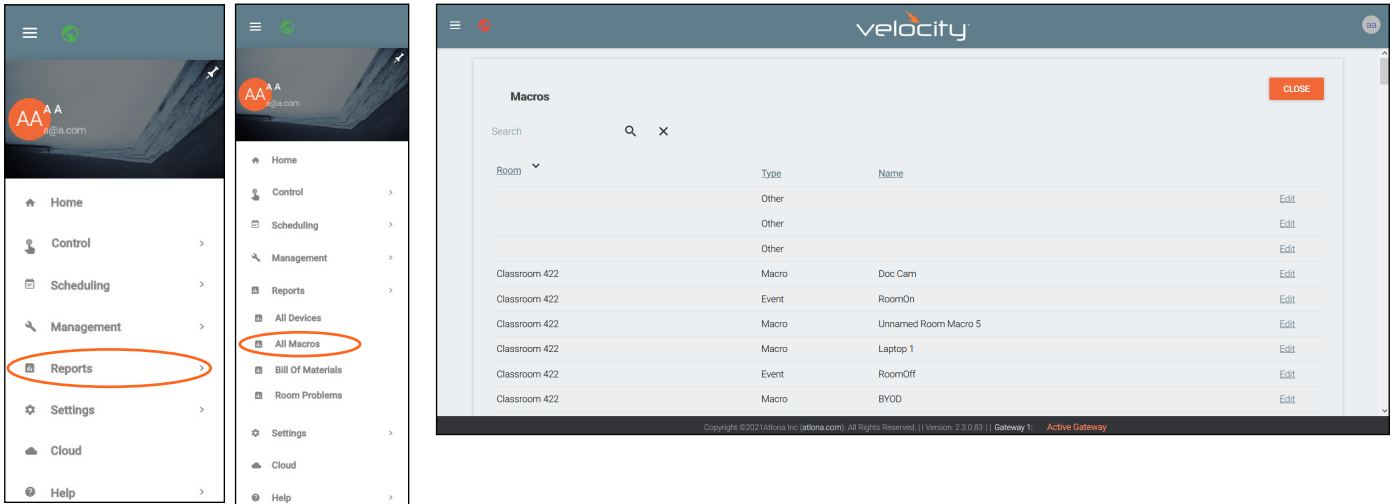 AA
A A
a@a.com
Home
Control
Scheduling
Management
Reports
Settings
Cloud
Help
AA
A A
a@a.com
Home
Control
Scheduling
Management
Reports
All Devices
All Macros
Bill Of Materials
Room Problems
Settings
Cloud
Help
velocity
aa
Macros
CLOSE
Search
Room Type Name
Other Edit
Other Edit
Other Edit
Classroom 422 Macro Doc Cam Edit
Classroom 422 Event RoomOn Edit
Classroom 422 Macro Unnamed Room Macro 5 Edit
Classroom 422 Macro Laptop 1 Edit
Classroom 422 Event RoomOff Edit
Classroom 422 Macro BYOD Edit
Copyright ©2021Atlona Inc (atlona.com). All Rights Reserved. | | Version: 2.3.0.83 | | Gateway 1: Active Gateway